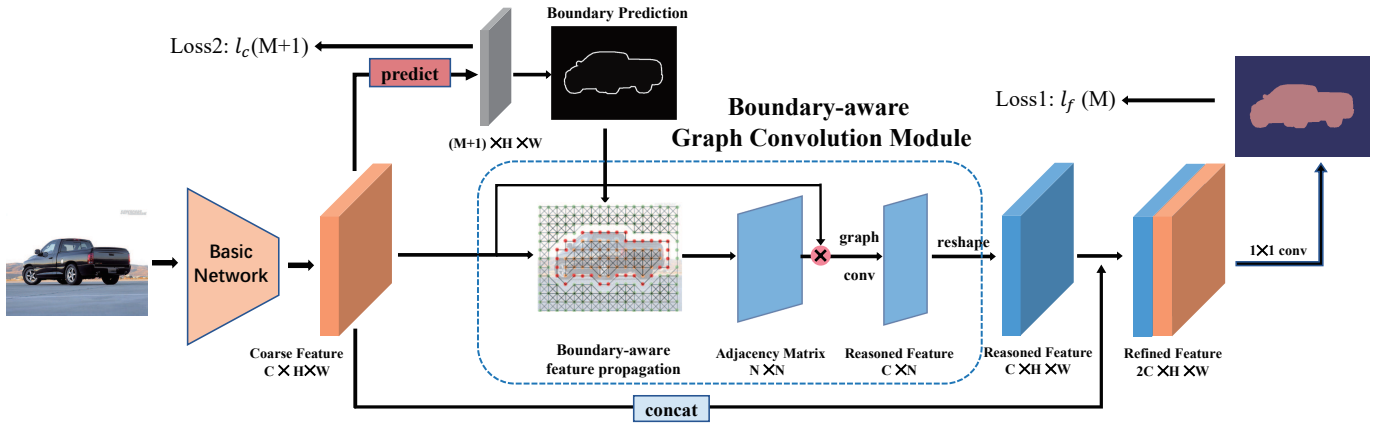 Boundary Prediction
Loss2: l_c(M+1)
predict
(M+1) ×H ×W
Boundary-aware
Graph Convolution Module
Loss1: l_f (M)
Basic
Network
graph
conv
reshape
1×1 conv
Coarse Feature
C × H×W
Boundary-aware
feature propagation
Adjacency Matrix
N ×N
Reasoned Feature
C ×N
Reasoned Feature
C ×H ×W
Refined Feature
2C ×H ×W
concat